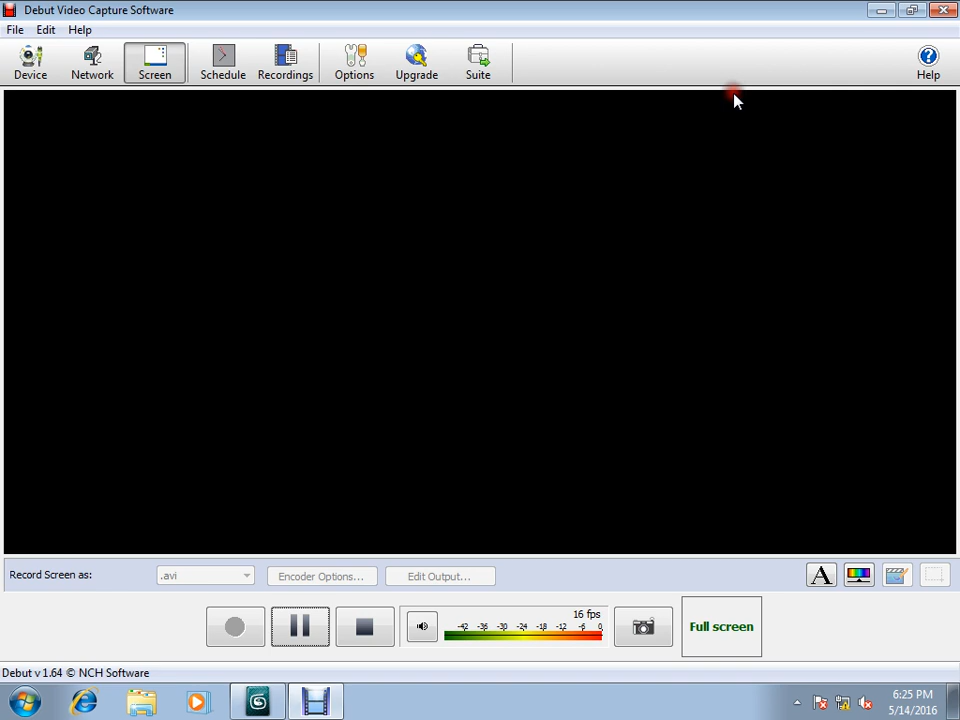 Debut Video Capture Software
File Edit Help
Device Network Screen Schedule Recordings Options Upgrade Suite Help
Record Screen as: .avi Encoder Options... Edit Output... A
16 fps
-42 -36 -30 -24 -18 -12 -6 0
Full screen
Debut v 1.64 © NCH Software
6:25 PM
5/14/2016